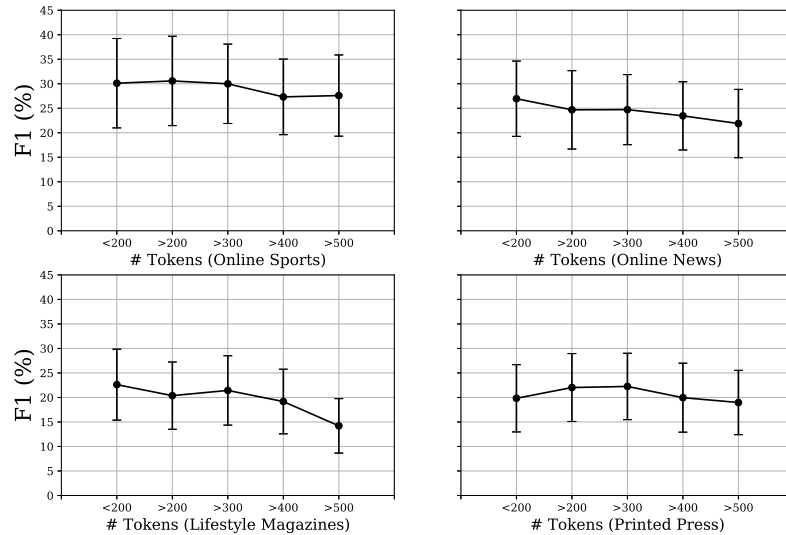 45
40
35
30
25
20
15
10
5
0
F1 (%)
<200 >200 >300 >400 >500
# Tokens (Online Sports)
<200 >200 >300 >400 >500
# Tokens (Online News)
45
40
35
30
25
20
15
10
5
0
F1 (%)
<200 >200 >300 >400 >500
# Tokens (Lifestyle Magazines)
<200 >200 >300 >400 >500
# Tokens (Printed Press)